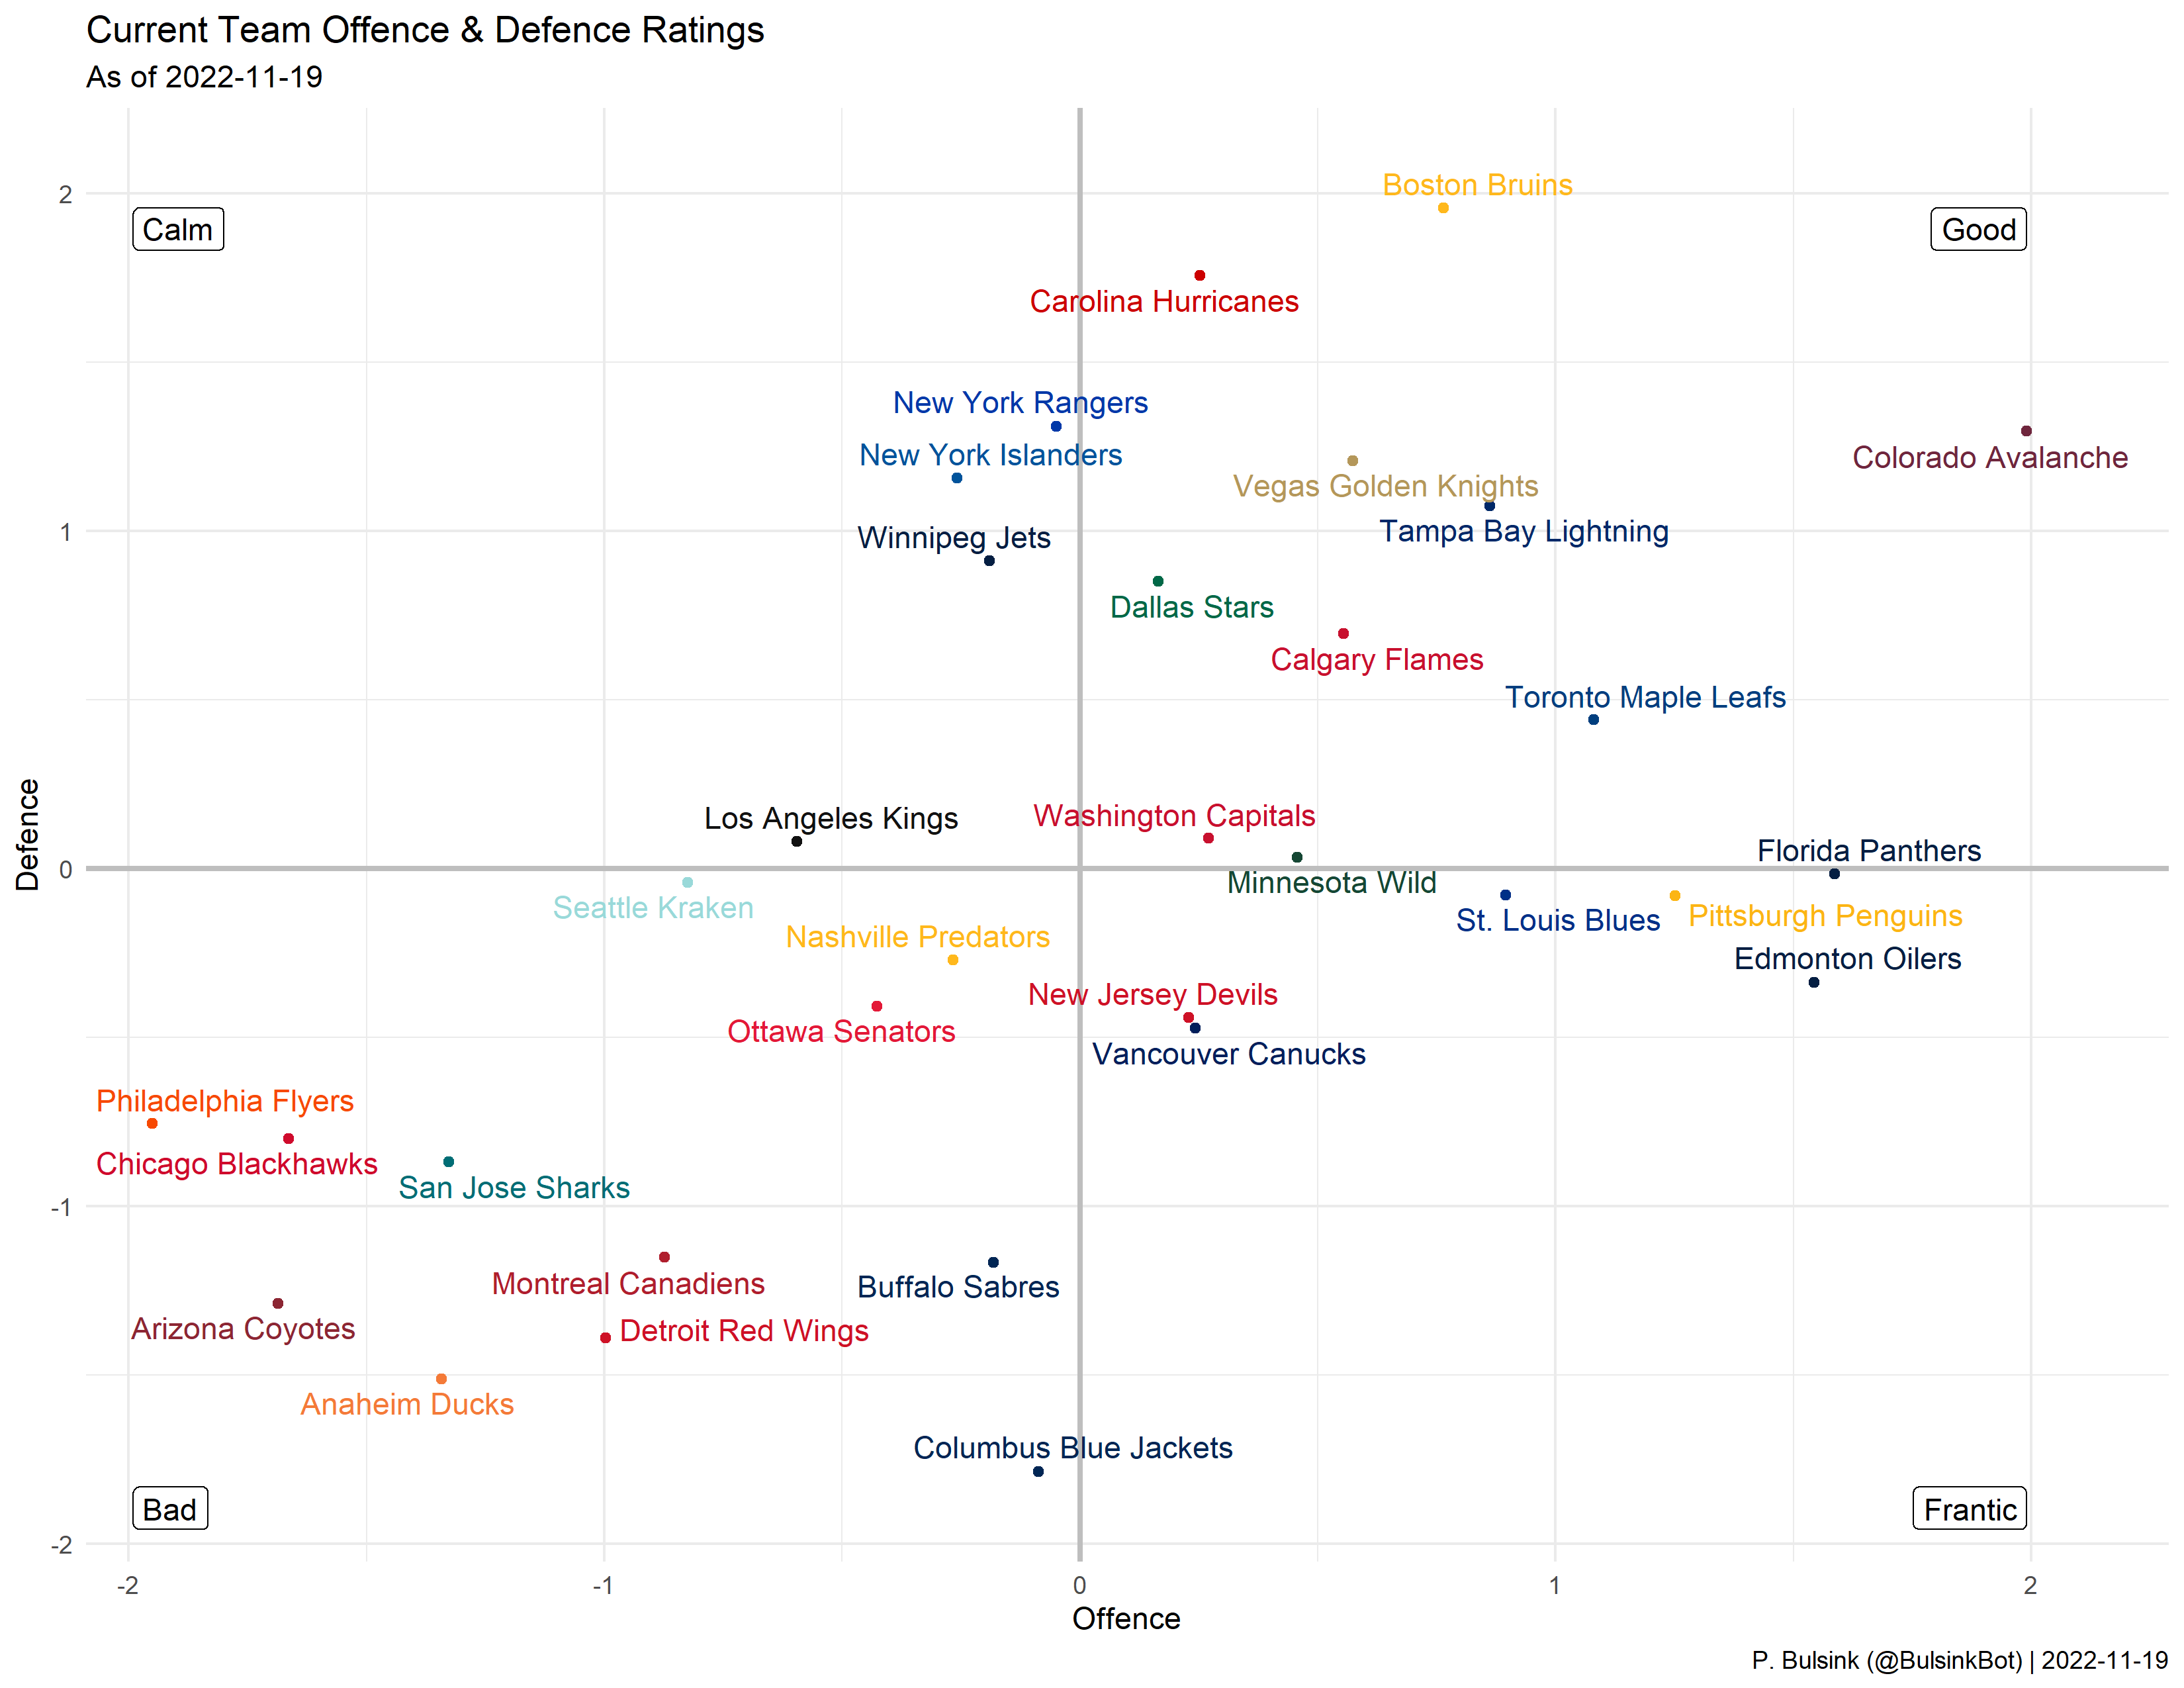 Current Team Offence & Defence Ratings
As of 2022-11-19
Boston Bruins
2
Calm
Good
Carolina Hurricanes
New York Rangers
New York Islanders
Colorado Avalanche
Vegas Golden Knights
1
Tampa Bay Lightning
Winnipeg Jets
Dallas Stars
Calgary Flames
Toronto Maple Leafs
Defence
Los Angeles Kings
Washington Capitals
Florida Panthers
0
Minnesota Wild
Seattle Kraken
St. Louis Blues
Pittsburgh Penguins
Nashville Predators
Edmonton Oilers
New Jersey Devils
Ottawa Senators
Vancouver Canucks
Philadelphia Flyers
Chicago Blackhawks
San Jose Sharks
-1
Montreal Canadiens
Buffalo Sabres
Arizona Coyotes
Detroit Red Wings
Anaheim Ducks
Columbus Blue Jackets
Bad
Frantic
-2
-2
-1
0
1
2
Offence
P. Bulsink (@BulsinkBot) | 2022-11-19